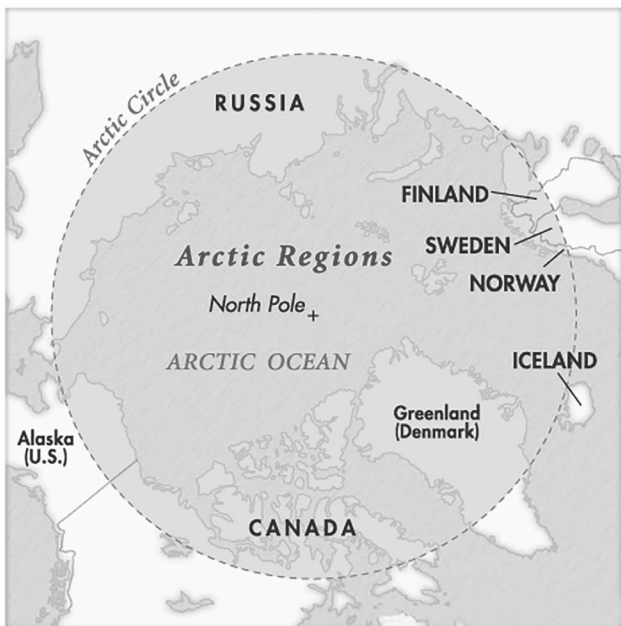 Arctic Circle
RUSSIA
FINLAND
SWEDEN
Arctic Regions
NORWAY
North Pole
ARCTIC OCEAN
ICELAND
Greenland
(Denmark)
Alaska
(U.S.)
CANADA